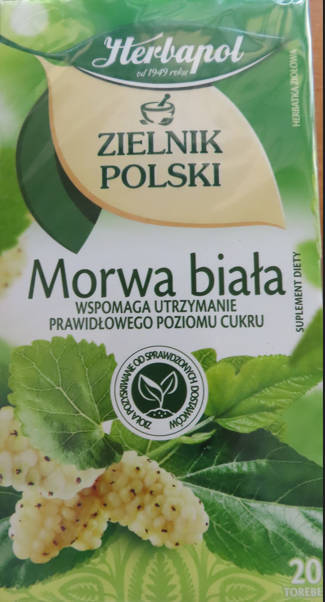 Herbapol
od 1949 roku
HERBATKA ZIOŁOWA
ZIELNIK
POLSKI
Morwa biała
WSPOMAGA UTRZYMANIE
PRAWIDŁOWEGO POZIOMU CUKRU
SUPLEMENT DIETY
ZIOŁA POZYSKIWANE OD SPRAWDZONYCH DOSTAWCÓW
20
TOREBE